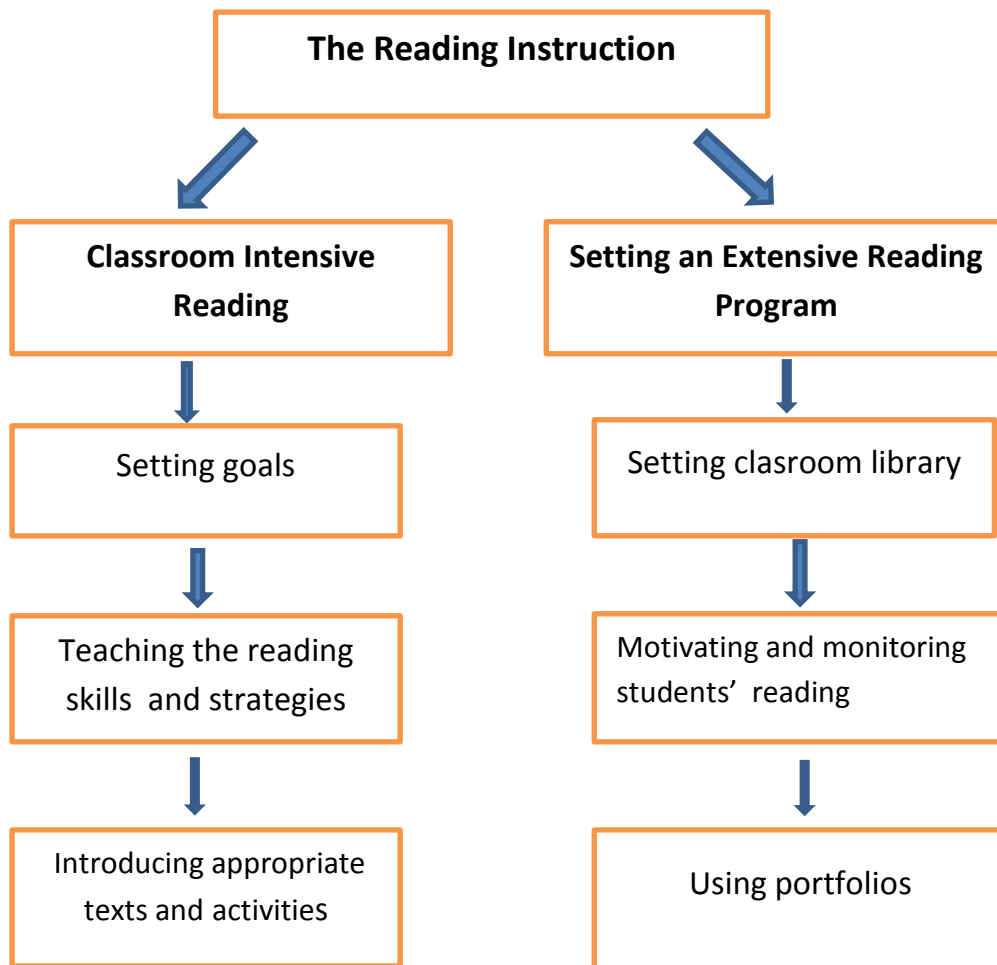 The Reading Instruction
Classroom Intensive
Reading
Setting an Extensive Reading
Program
Setting goals
Setting clasroom library
Teaching the reading
skills and strategies
Motivating and monitoring
students’ reading
Introducing appropriate
texts and activities
Using portfolios